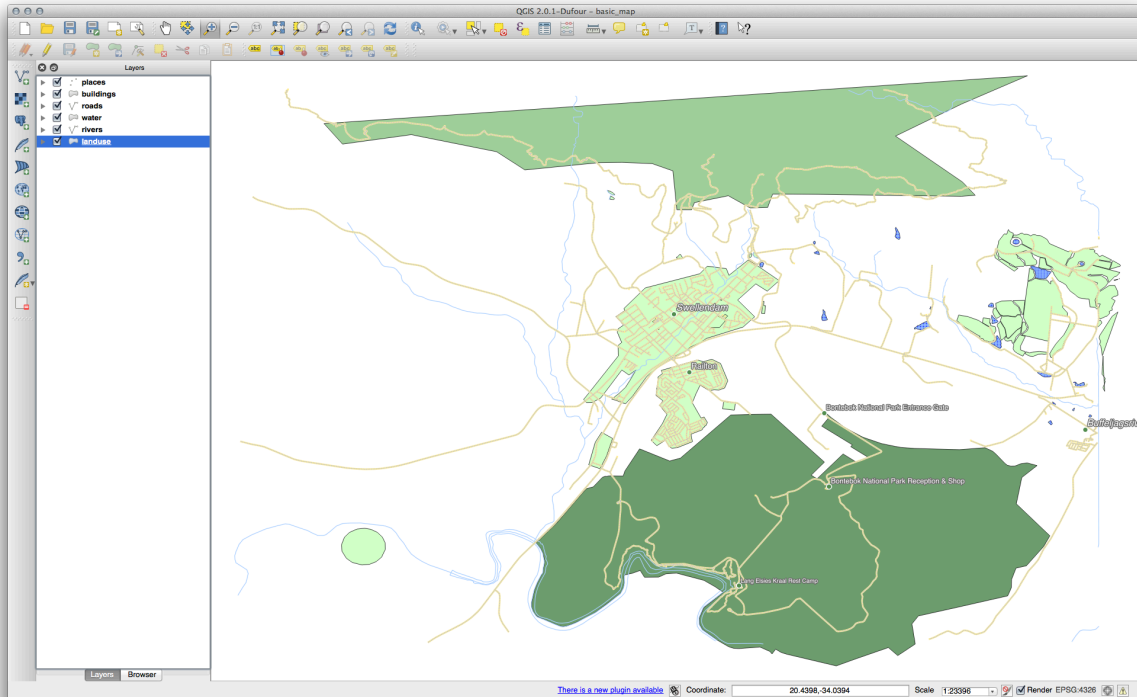 QGIS 2.0.1-Dufour - basic_map
Layers
places
buildings
roads
water
rivers
landuse
Swellendam
Railton
Bontebok National Park Entrance Gate
Bontebok National Park Reception & Shop
Lang Elsies Kraal Rest Camp
Layers
Browser
There is a new plugin available
Coordinate:
20.4398,-34.0394
Scale
1:23396
Render
EPSG:4326